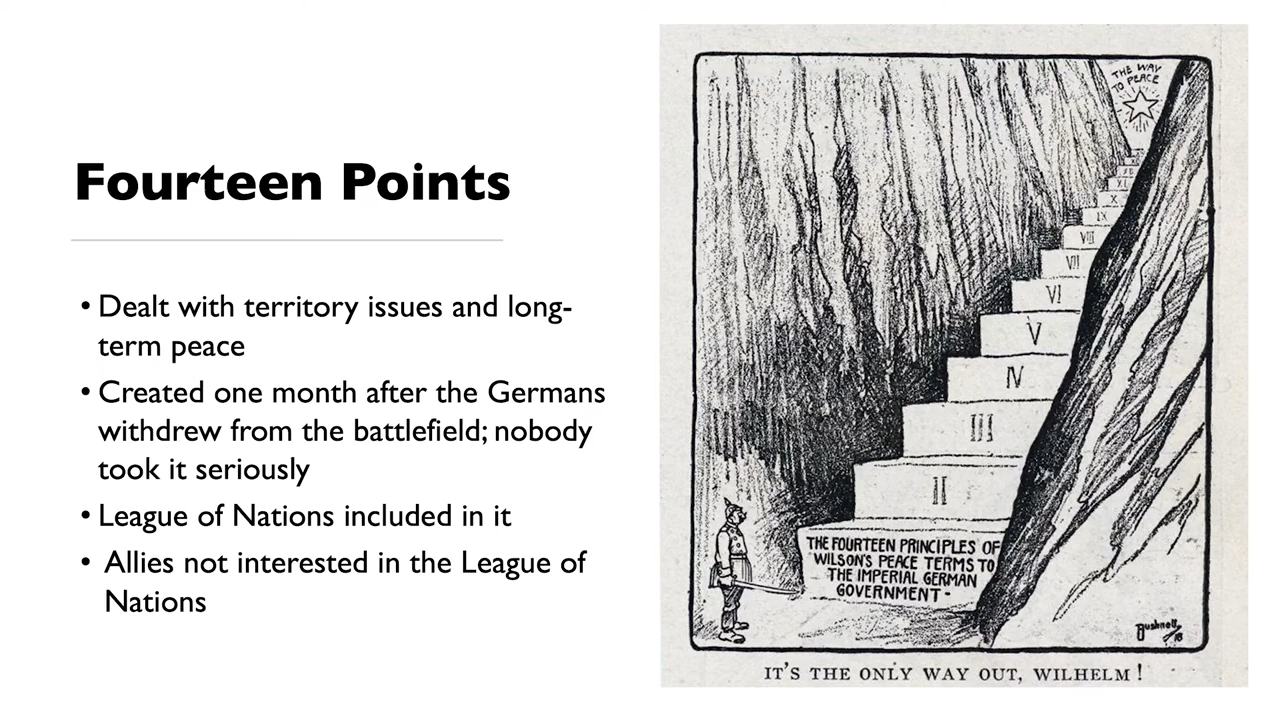 Fourteen Points
• Dealt with territory issues and long-
term peace
• Created one month after the Germans
withdrew from the battlefield; nobody
took it seriously
• League of Nations included in it
• Allies not interested in the League of
Nations
THE WAY
TO PEACE
XI
X
IX
VIII
VII
VI
V
IV
III
II
THE FOURTEEN PRINCIPLES OF
WILSON'S PEACE TERMS TO
THE IMPERIAL GERMAN
GOVERNMENT -
Bushnell
18
IT'S THE ONLY WAY OUT, WILHELM!